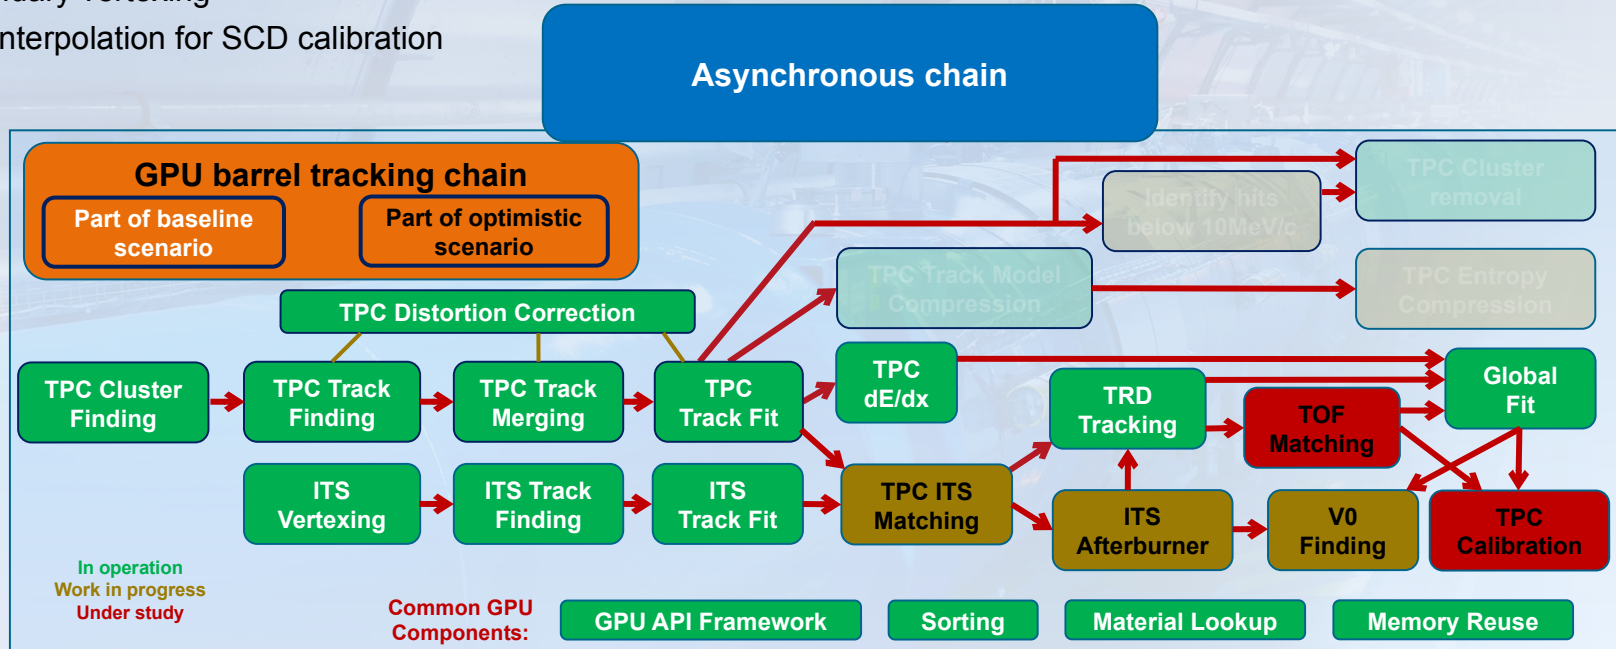 ndary vertexing
nterpolation for SCD calibration
Asynchronous chain
GPU barrel tracking chain
Part of baseline
scenario
Part of optimistic
scenario
TPC Cluster
removal
Identify hits
below 10MeV/c
TPC Track Model
Compression
TPC Entropy
Compression
TPC Distortion Correction
TPC Cluster
Finding
TPC Track
Finding
TPC Track
Merging
TPC
Track Fit
TPC
dE/dx
TRD
Tracking
TOF
Matching
Global
Fit
ITS
Vertexing
ITS Track
Finding
ITS
Track Fit
TPC ITS
Matching
ITS
Afterburner
V0
Finding
TPC
Calibration
In operation
Work in progress
Under study
Common GPU
Components:
GPU API Framework
Sorting
Material Lookup
Memory Reuse